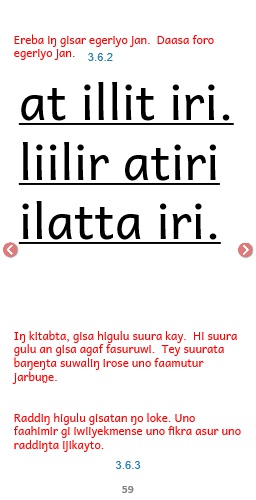 Ereba iŋ gisar egeriyo jan. Daasa foro
egeriyo jan.
3.6.2
at illit iri.
liilir atiri
ilatta iri.
Iŋ kitabta, gisa higulu suura kay. Hi suura
gulu an gisa agaf fasuruwi. Tey suurata
baŋeŋta suwaliŋ irose uno faamutur
jarbuŋe.
Raddiŋ higulu gisatan ŋo loke. Uno
faahimir gi iwiiyekmense uno fikra asur uno
raddiŋta ijikayto.
3.6.3
59